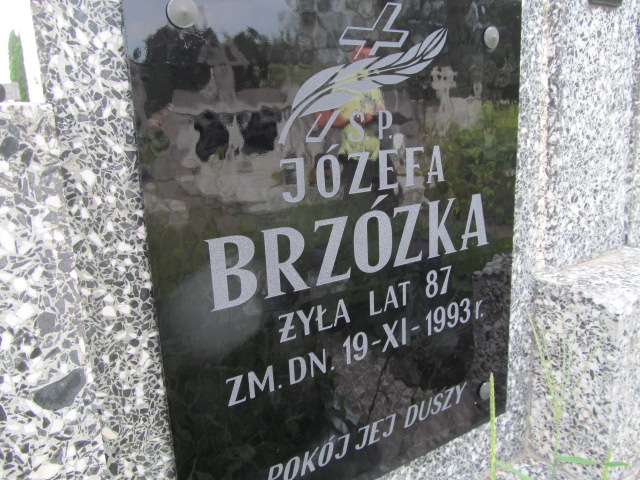 Ś P
JÓZEFA
BRZÓZKA
ŻYŁA LAT 87
ZM. DN. 19-XI-1993 r.
POKÓJ JEJ DUSZY